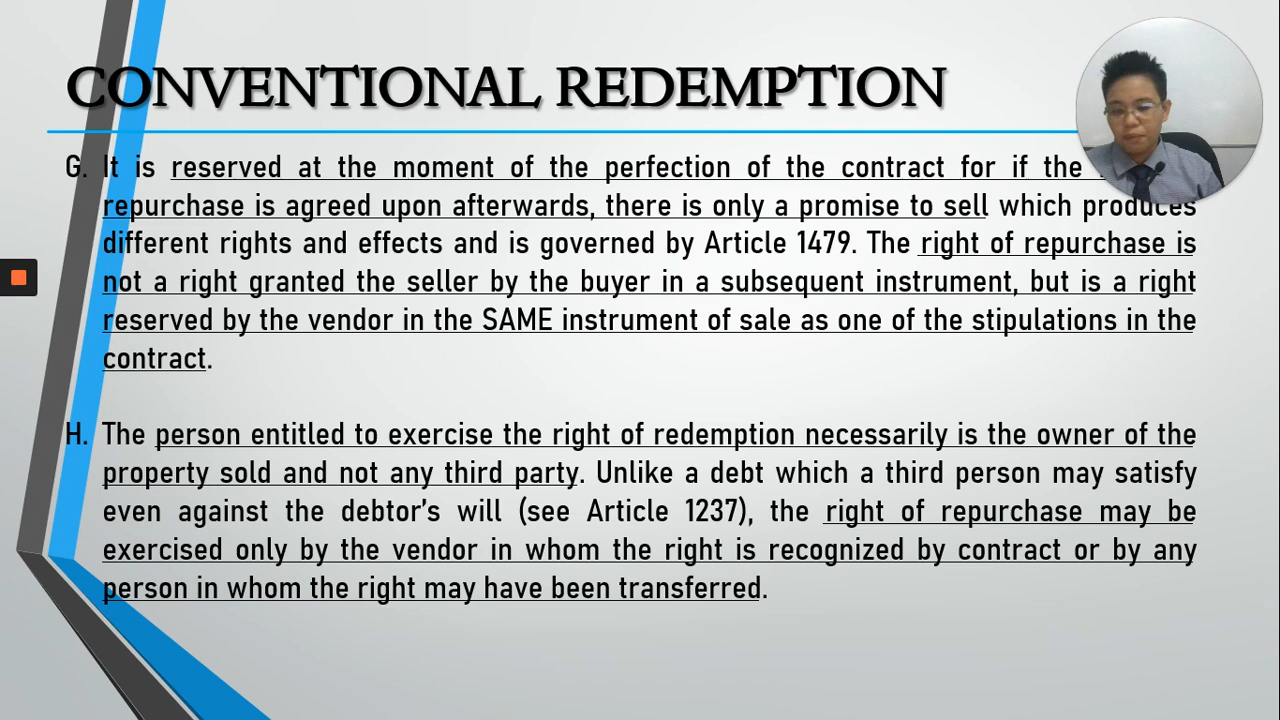 CONVENTIONAL REDEMPTION
G. It is reserved at the moment of the perfection of the contract for if the
repurchase is agreed upon afterwards, there is only a promise to sell which produces
different rights and effects and is governed by Article 1479. The right of repurchase is
not a right granted the seller by the buyer in a subsequent instrument, but is a right
reserved by the vendor in the SAME instrument of sale as one of the stipulations in the
contract.
H. The person entitled to exercise the right of redemption necessarily is the owner of the
property sold and not any third party. Unlike a debt which a third person may satisfy
even against the debtor's will (see Article 1237), the right of repurchase may be
exercised only by the vendor in whom the right is recognized by contract or by any
person in whom the right may have been transferred.